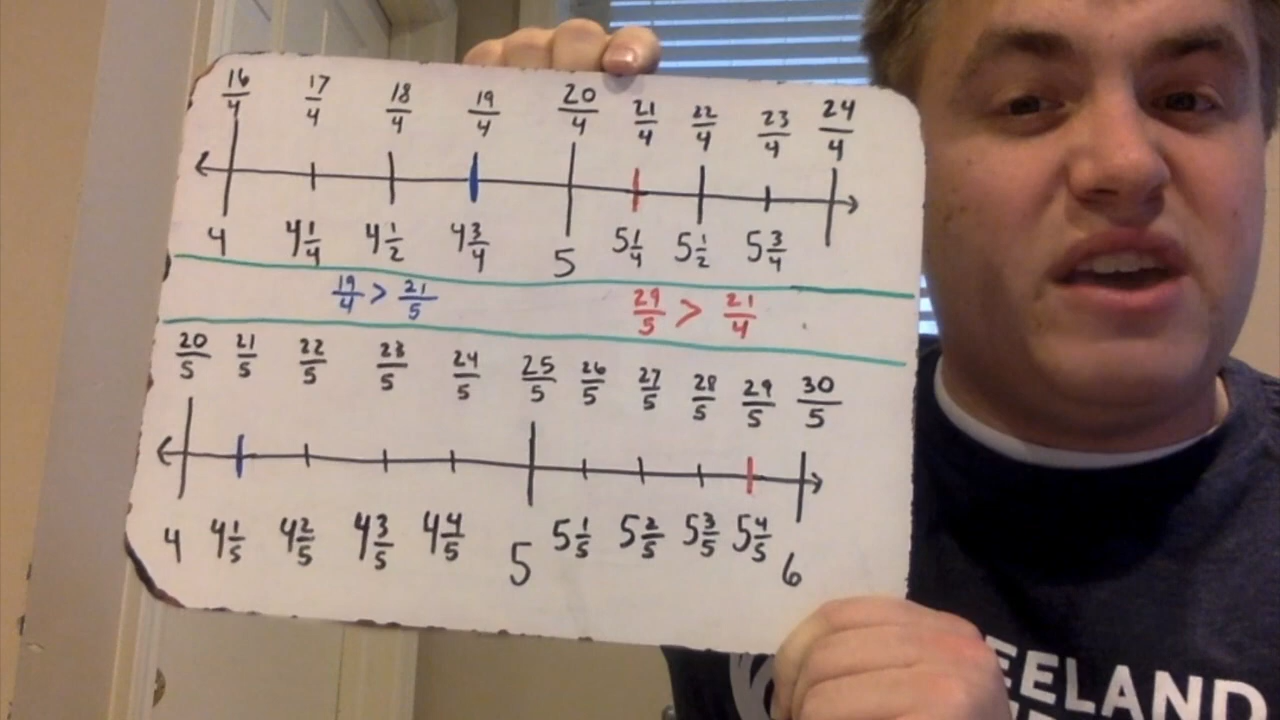 16/4 17/4 18/4 19/4 20/4 21/4 22/4 23/4 24/4
4 4 1/4 4 1/2 4 3/4 5 5 1/4 5 1/2 5 3/4
19/4 > 21/5 29/5 > 21/4
20/5 21/5 22/5 23/5 24/5 25/5 26/5 27/5 28/5 29/5 30/5
4 4 1/5 4 2/5 4 3/5 4 4/5 5 5 1/5 5 2/5 5 3/5 5 4/5 6
EELAND